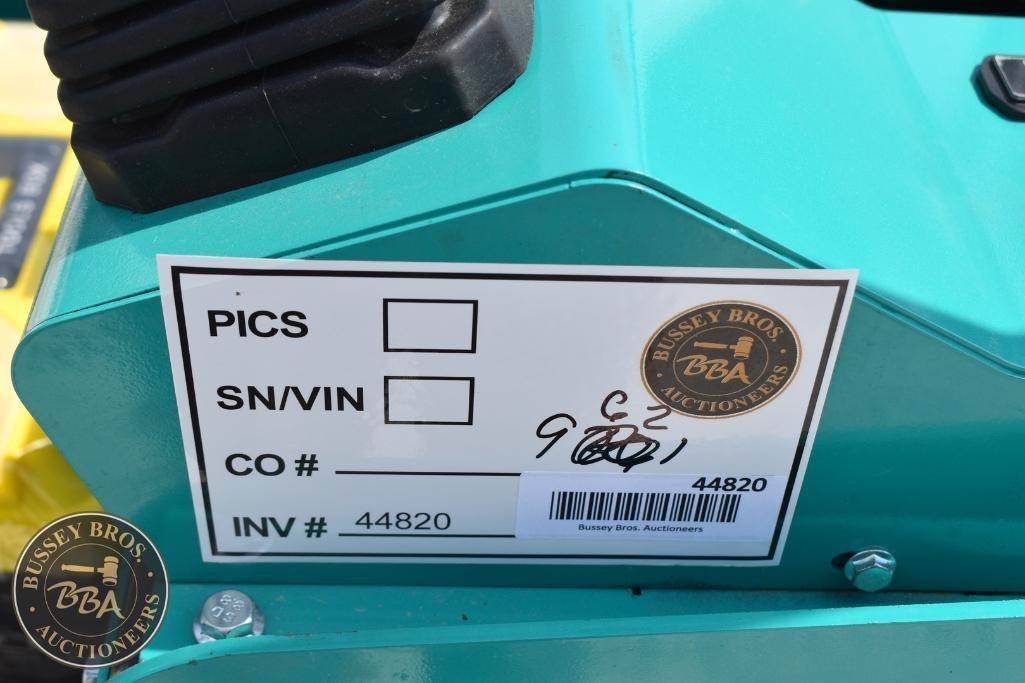 PICS
SN/VIN
CO #
INV # 44820
BUSSEY BROS.
BBA
AUCTIONEERS
44820
Bussey Bros. Auctioneers
BUSSEY BROS.
BBA
AUCTIONEERS